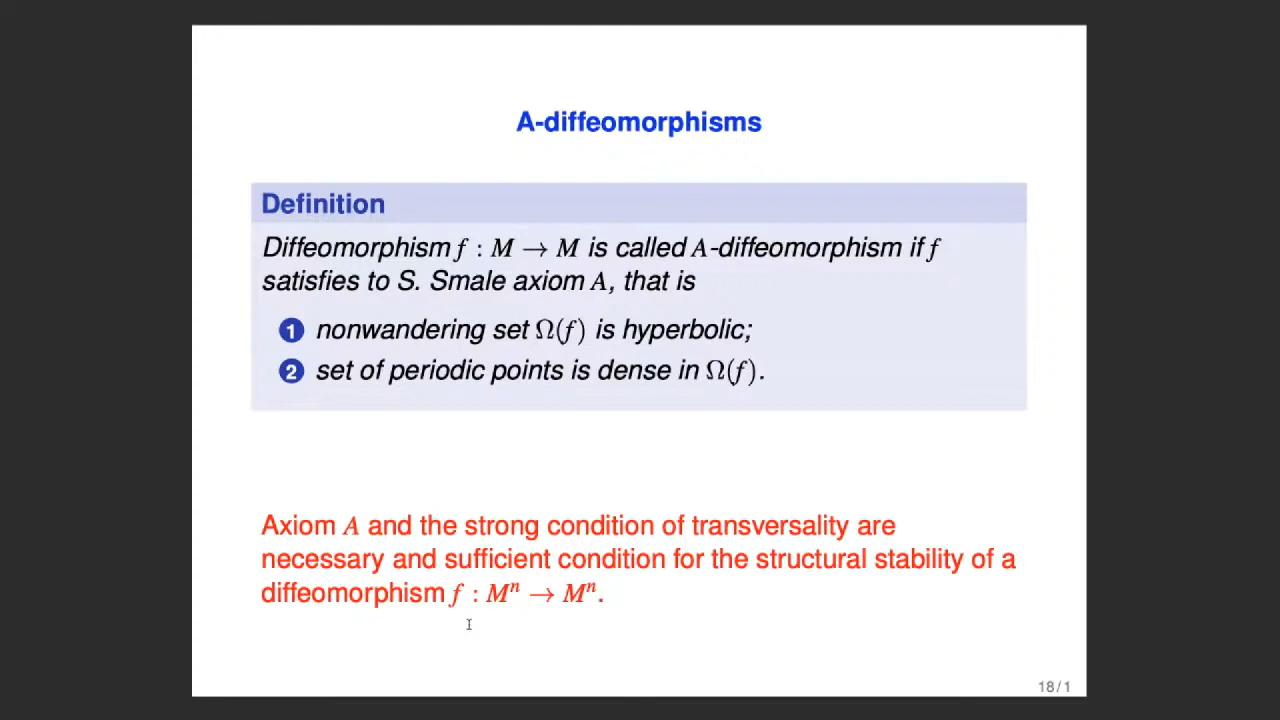 A-diffeomorphisms
Definition
Diffeomorphism f : M → M is called A-diffeomorphism if f
satisfies to S. Smale axiom A, that is
1 nonwandering set Ω(f) is hyperbolic;
2 set of periodic points is dense in Ω(f).
Axiom A and the strong condition of transversality are
necessary and sufficient condition for the structural stability of a
diffeomorphism f : Mⁿ → Mⁿ.
18/1